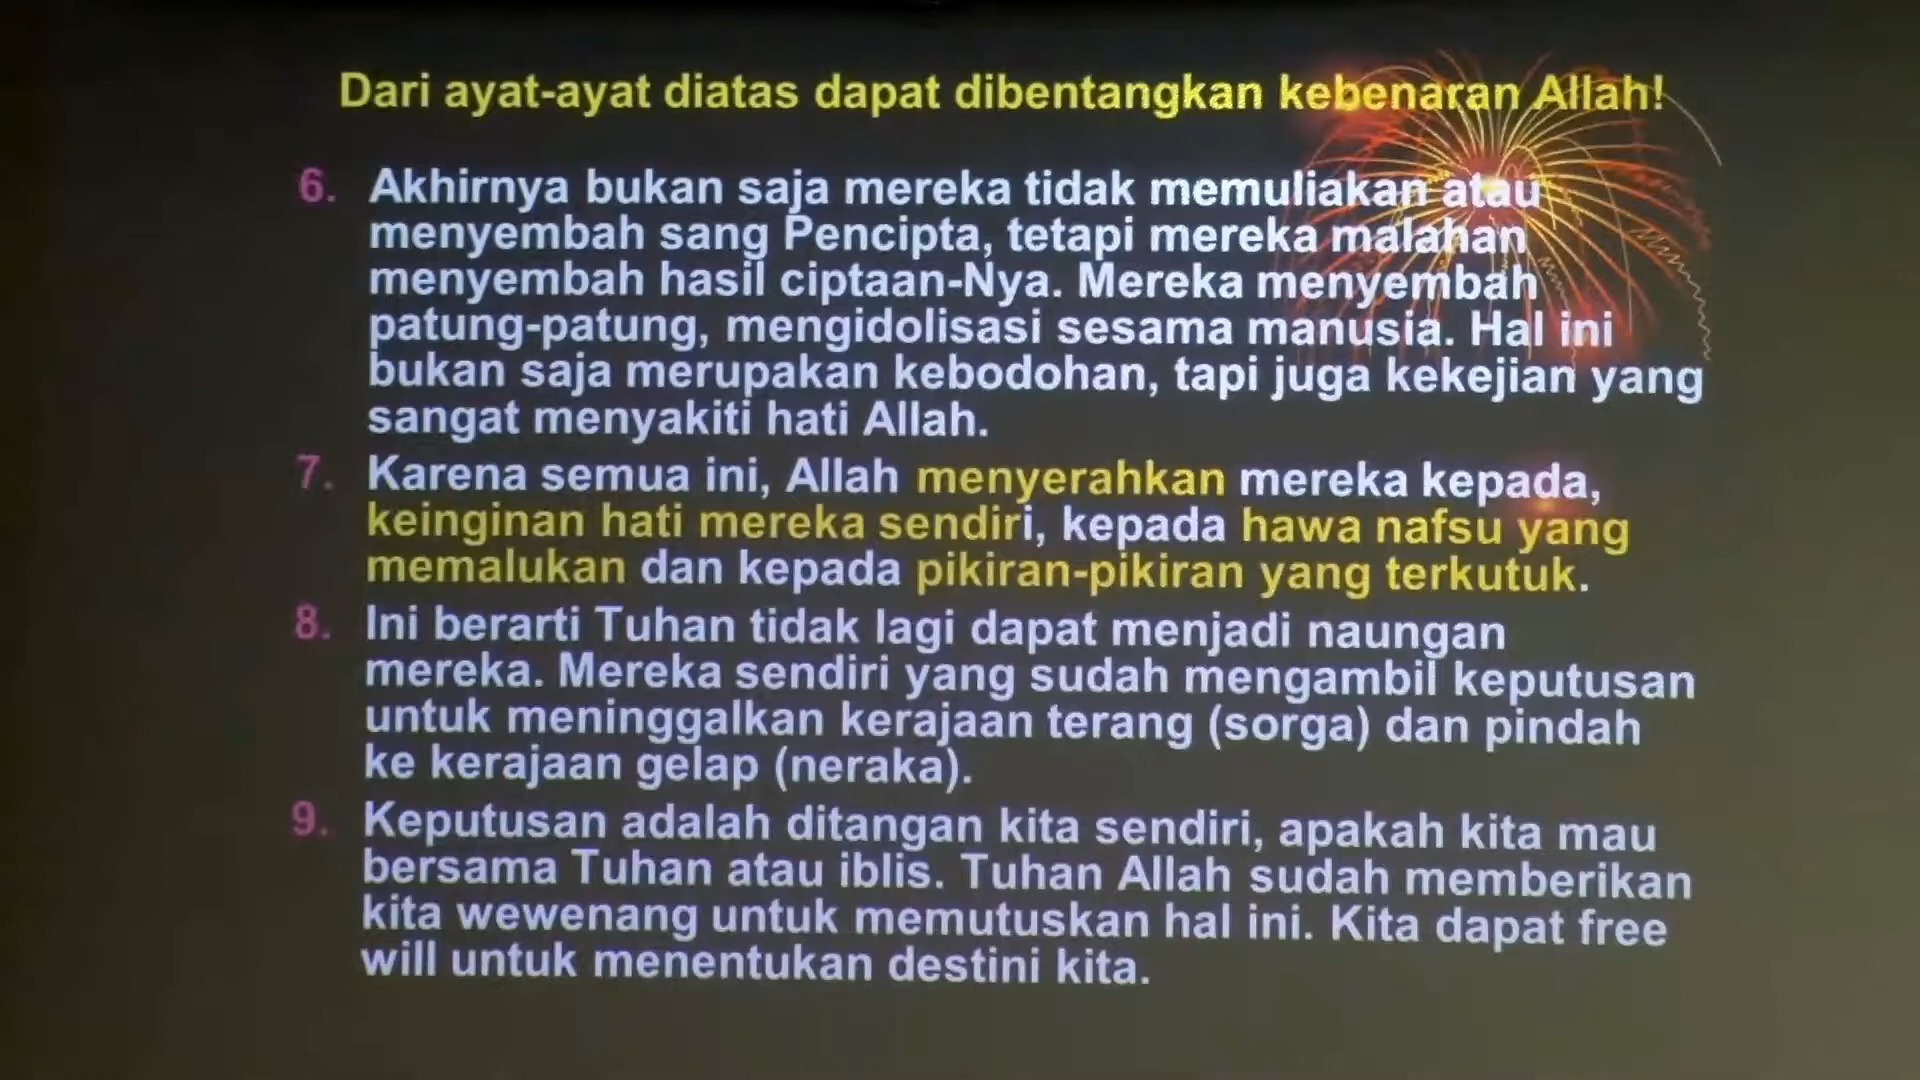 Dari ayat-ayat diatas dapat dibentangkan kebenaran Allah!
6. Akhirnya bukan saja mereka tidak memuliakan atau
menyembah sang Pencipta, tetapi mereka malahan
menyembah hasil ciptaan-Nya. Mereka menyembah
patung-patung, mengidolisasi sesama manusia. Hal ini
bukan saja merupakan kebodohan, tapi juga kekejian yang
sangat menyakiti hati Allah.
7. Karena semua ini, Allah menyerahkan mereka kepada,
keinginan hati mereka sendiri, kepada hawa nafsu yang
memalukan dan kepada pikiran-pikiran yang terkutuk.
8. Ini berarti Tuhan tidak lagi dapat menjadi naungan
mereka. Mereka sendiri yang sudah mengambil keputusan
untuk meninggalkan kerajaan terang (sorga) dan pindah
ke kerajaan gelap (neraka).
9. Keputusan adalah ditangan kita sendiri, apakah kita mau
bersama Tuhan atau iblis. Tuhan Allah sudah memberikan
kita wewenang untuk memutuskan hal ini. Kita dapat free
will untuk menentukan destini kita.